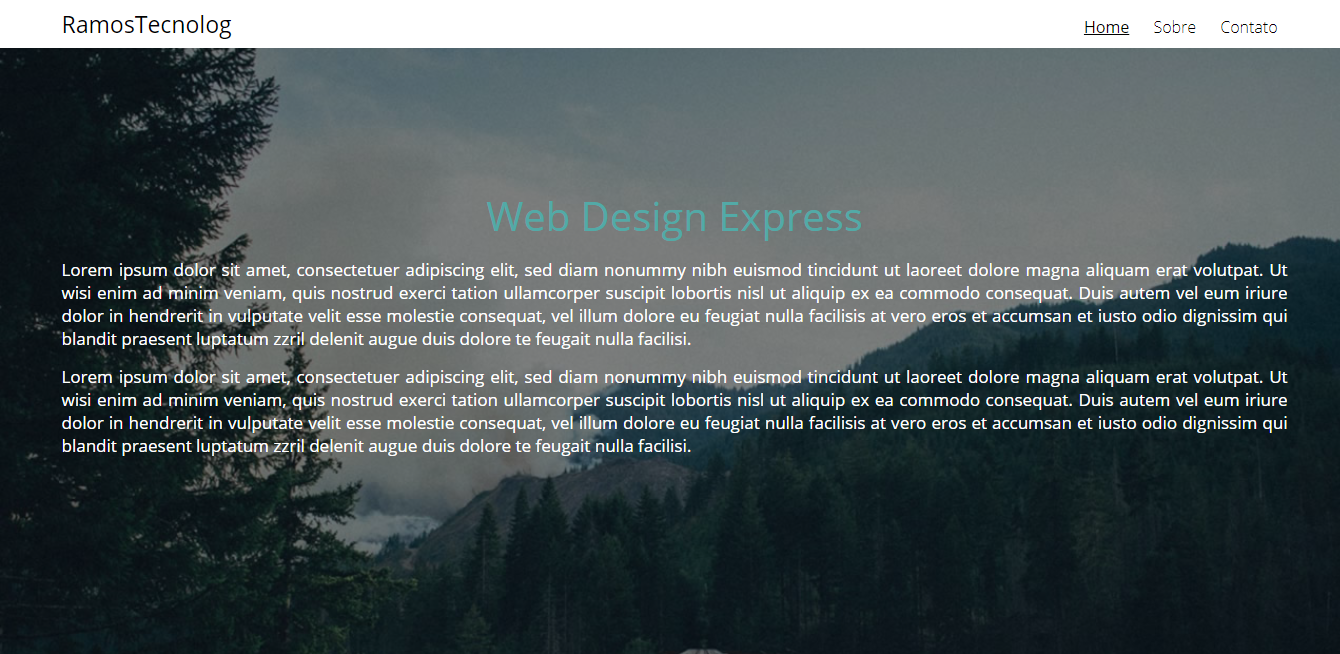 RamosTecnolog
Home Sobre Contato
Web Design Express
Lorem ipsum dolor sit amet, consectetuer adipiscing elit, sed diam nonummy nibh euismod tincidunt ut laoreet dolore magna aliquam erat volutpat. Ut
wisi enim ad minim veniam, quis nostrud exerci tation ullamcorper suscipit lobortis nisl ut aliquip ex ea commodo consequat. Duis autem vel eum iriure
dolor in hendrerit in vulputate velit esse molestie consequat, vel illum dolore eu feugiat nulla facilisis at vero eros et accumsan et iusto odio dignissim qui
blandit praesent luptatum zzril delenit augue duis dolore te feugait nulla facilisi.
Lorem ipsum dolor sit amet, consectetuer adipiscing elit, sed diam nonummy nibh euismod tincidunt ut laoreet dolore magna aliquam erat volutpat. Ut
wisi enim ad minim veniam, quis nostrud exerci tation ullamcorper suscipit lobortis nisl ut aliquip ex ea commodo consequat. Duis autem vel eum iriure
dolor in hendrerit in vulputate velit esse molestie consequat, vel illum dolore eu feugiat nulla facilisis at vero eros et accumsan et iusto odio dignissim qui
blandit praesent luptatum zzril delenit augue duis dolore te feugait nulla facilisi.